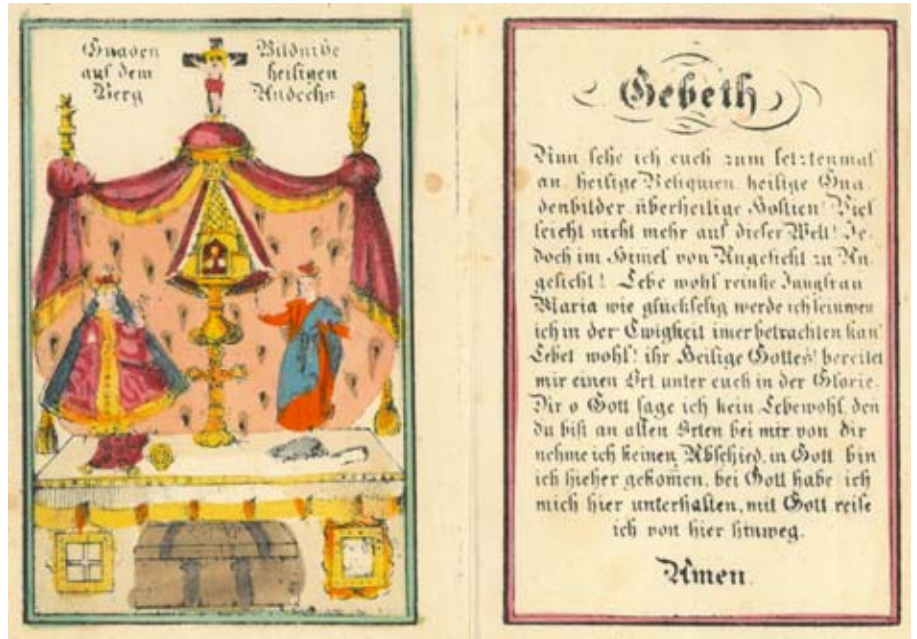 Gnaden Bildniße
auf dem heiligen
Berg Andechs
Gebeth
Nun sehe ich euch zum letztenmal
an, heilige Reliquien, heilige Gna-
denbilder, überheilige Hostien! Viel
leicht nicht mehr auf dieser Welt! Je-
doch im Himel von Angesicht zu An-
gesicht! Lebe wohl reinste Jungfrau
Maria wie glückselig werde ich sein wen
ich in der Ewigkeit imer betrachten kan!
Lebet wohl! ihr Heilige Gottes! bereitet
mir einen Ort unter euch in der Glorie.
Dir o Gott sage ich kein Lebewohl, den
du bist an allen Orten bei mir, von dir
nehme ich keinen Abschied, in Gott bin
ich hieher gekomen, bei Gott habe ich
mich hier unterhalten, mit Gott reise
ich von hier hinweg.
Amen.